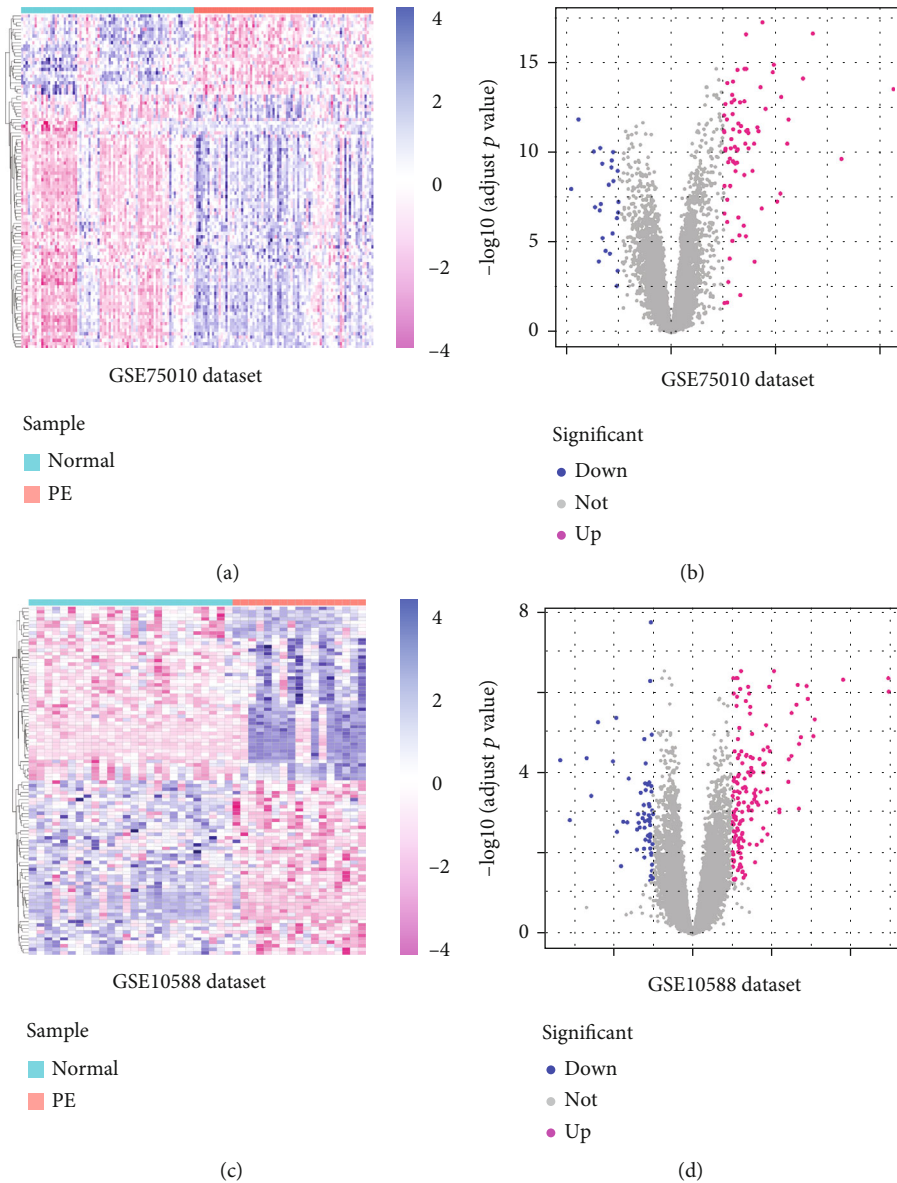 4
2
0
−2
−4
GSE75010 dataset
Sample
Normal
PE
(a)
15
10
5
0
−log10 (adjust p value)
GSE75010 dataset
Significant
Down
Not
Up
(b)
4
2
0
−2
−4
GSE10588 dataset
Sample
Normal
PE
(c)
8
4
0
−log10 (adjust p value)
GSE10588 dataset
Significant
Down
Not
Up
(d)